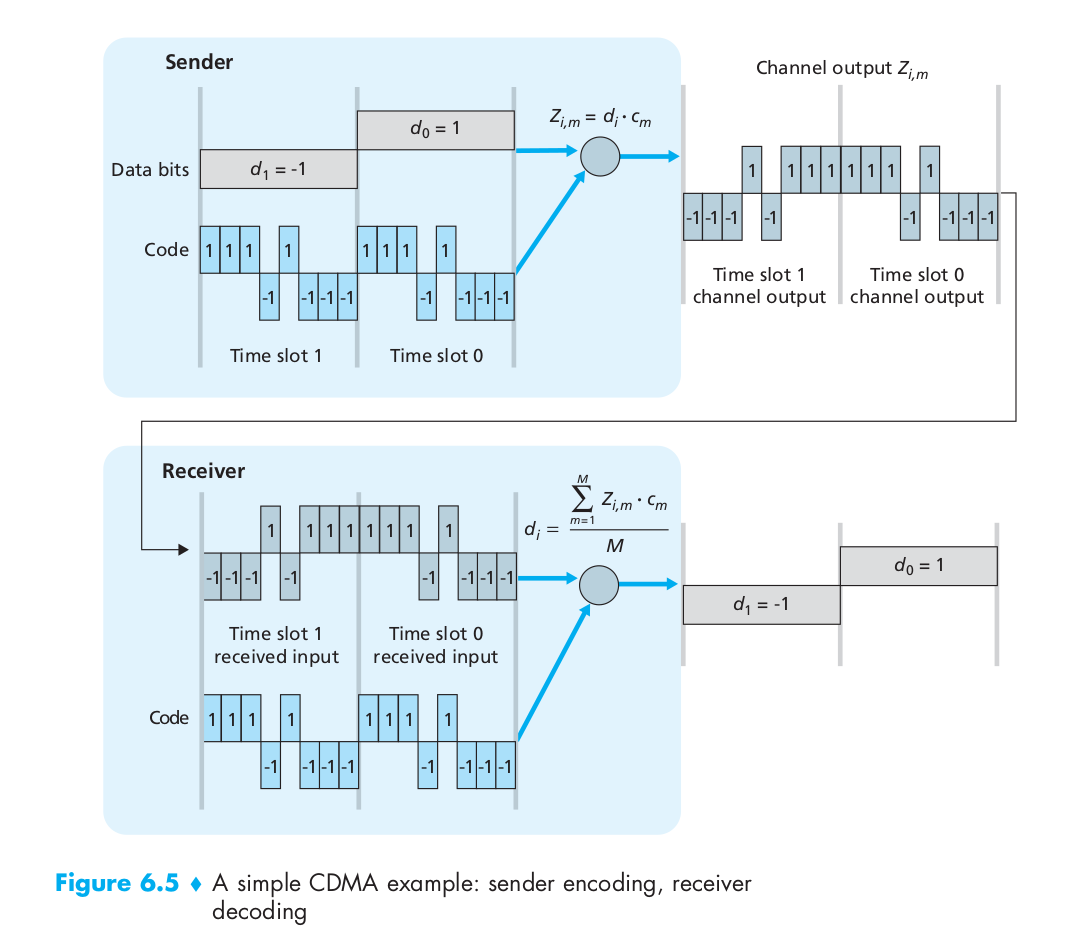 Sender
Channel output Z_{i,m}
Z_{i,m} = d_i · c_m
d_0 = 1
Data bits
d_1 = -1
1 1 1 1 1 1 1 1
-1 -1 -1 -1 -1 -1 -1 -1
Code
1 1 1 -1 1 -1 -1 -1 1 1 1 -1 1 -1 -1 -1
Time slot 1
channel output
Time slot 0
channel output
Time slot 1
Time slot 0
Receiver
d_i = \frac{\sum_{m=1}^{M} Z_{i,m} · c_m}{M}
-1 -1 -1 1 -1 1 1 1 1 1 1 -1 1 -1 -1 -1
d_0 = 1
d_1 = -1
Time slot 1
received input
Time slot 0
received input
Code
1 1 1 -1 1 -1 -1 -1 1 1 1 -1 1 -1 -1 -1
Figure 6.5 ♦ A simple CDMA example: sender encoding, receiver
decoding